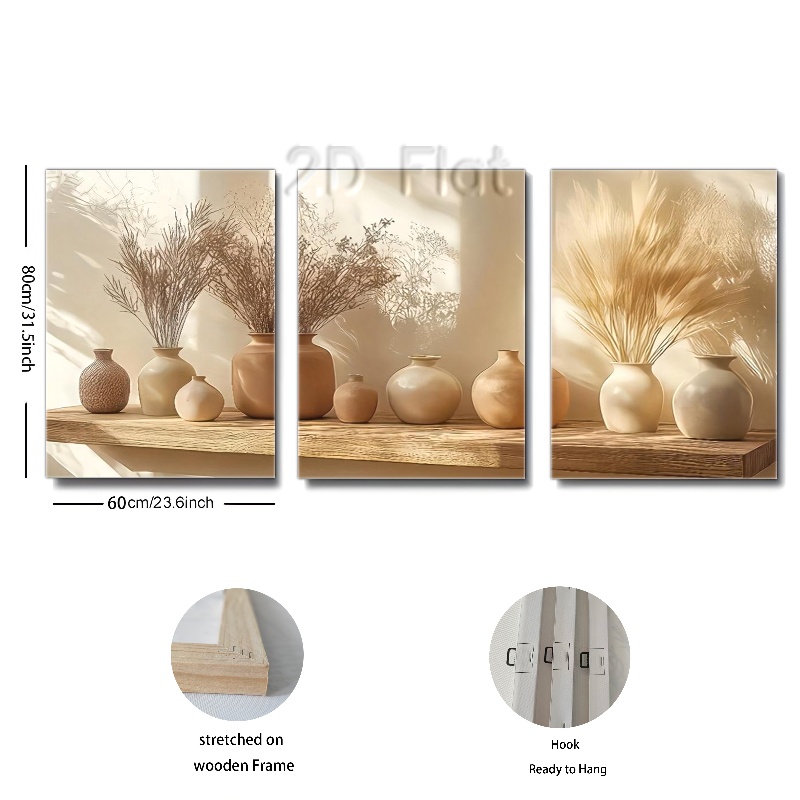 2D Flat
80cm/31.5inch
60cm/23.6inch
stretched on
wooden Frame
Hook
Ready to Hang